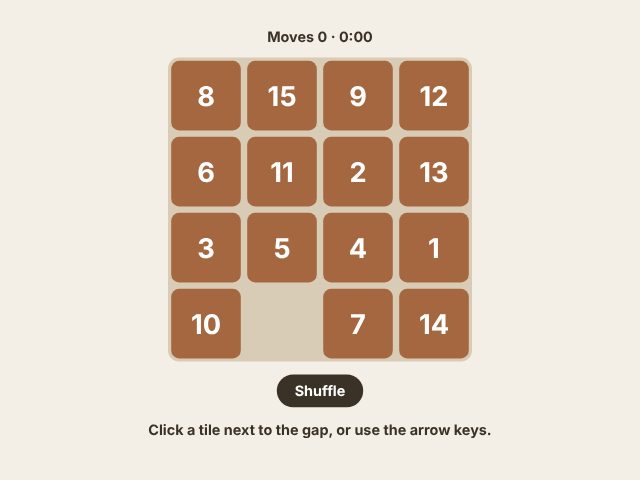 Moves 0 · 0:00
8 15 9 12
6 11 2 13
3 5 4 1
10 7 14
Shuffle
Click a tile next to the gap, or use the arrow keys.